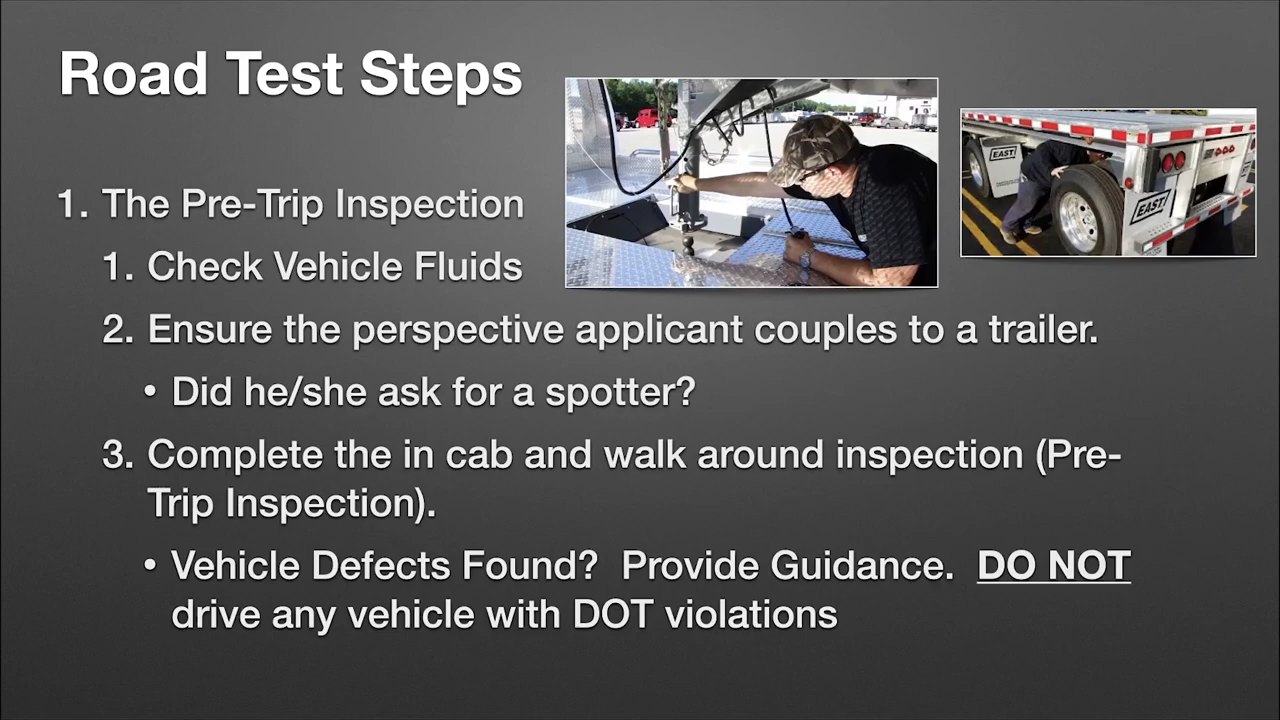 Road Test Steps
EAST
EAST
1. The Pre-Trip Inspection
1. Check Vehicle Fluids
2. Ensure the perspective applicant couples to a trailer.
• Did he/she ask for a spotter?
3. Complete the in cab and walk around inspection (Pre-
Trip Inspection).
• Vehicle Defects Found?  Provide Guidance.  DO NOT
drive any vehicle with DOT violations